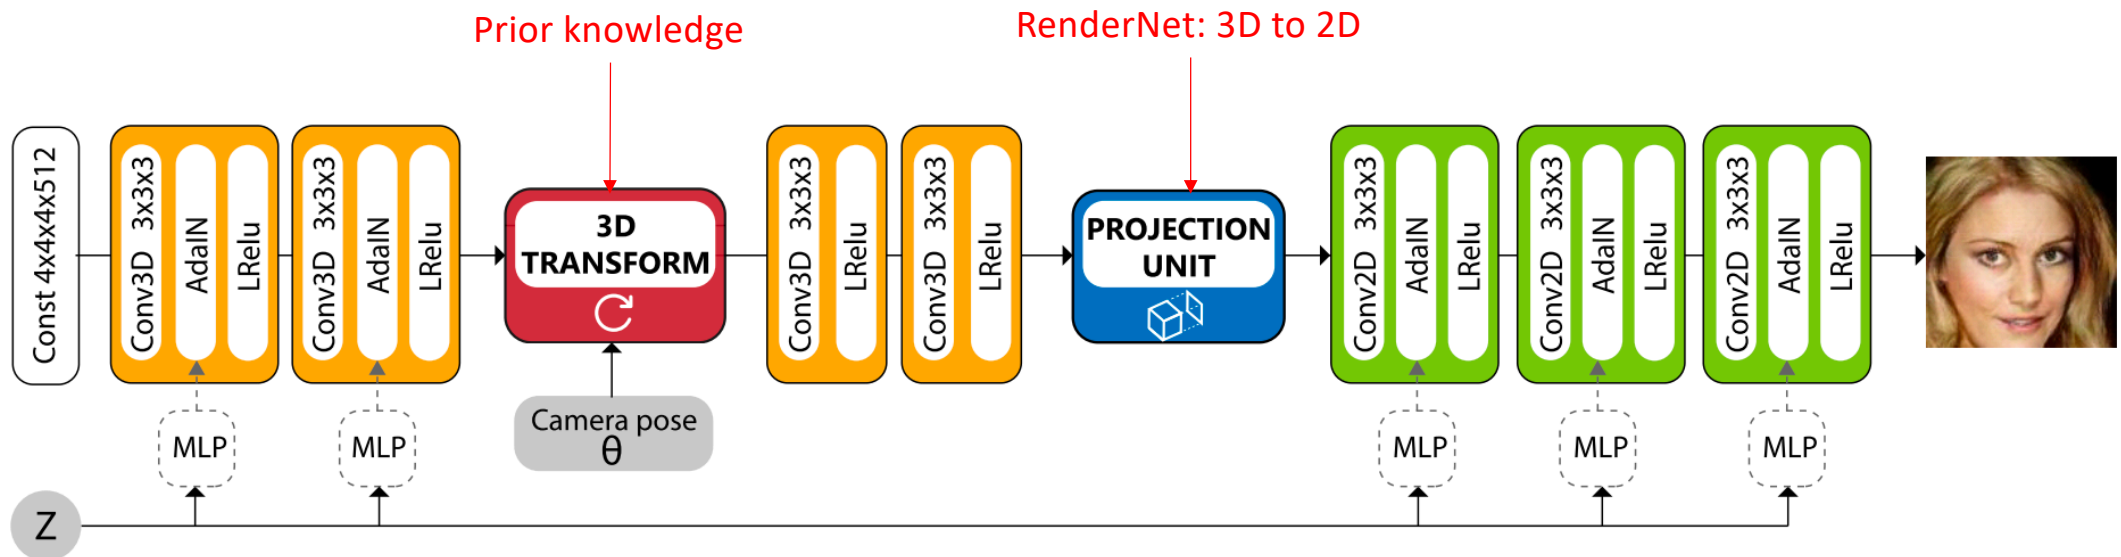 Prior knowledge
RenderNet: 3D to 2D
Const 4x4x4x512
Conv3D 3x3x3
AdaIN
LRelu
Conv3D 3x3x3
AdaIN
LRelu
3D
TRANSFORM
Conv3D 3x3x3
LRelu
Conv3D 3x3x3
LRelu
PROJECTION
UNIT
Conv2D 3x3x3
AdaIN
LRelu
Conv2D 3x3x3
AdaIN
LRelu
Conv2D 3x3x3
AdaIN
LRelu
MLP
MLP
Camera pose
θ
MLP
MLP
MLP
Z